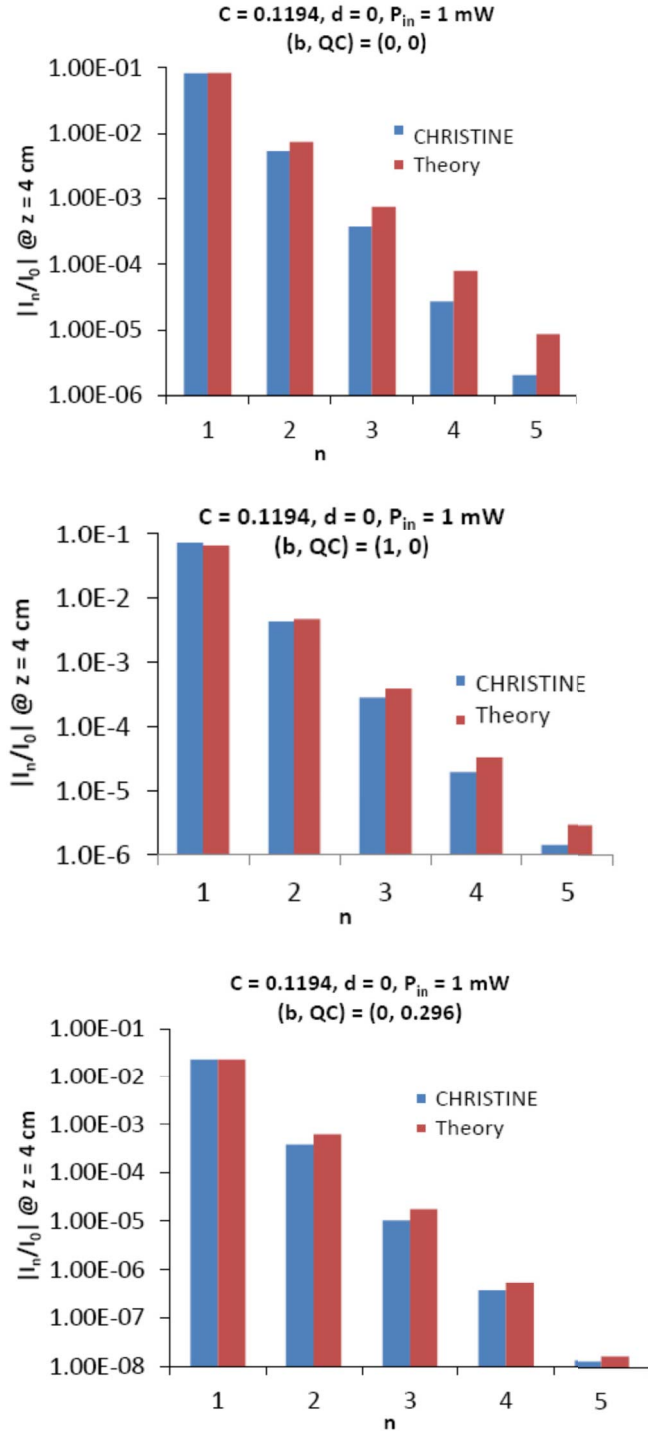 C = 0.1194, d = 0, P_in = 1 mW
(b, QC) = (0, 0)
1.00E-01
1.00E-02
1.00E-03
1.00E-04
1.00E-05
1.00E-06
|I_n/I_0| @ z = 4 cm
CHRISTINE
Theory
1 2 3 4 5
n
C = 0.1194, d = 0, P_in = 1 mW
(b, QC) = (1, 0)
1.0E-1
1.0E-2
1.0E-3
1.0E-4
1.0E-5
1.0E-6
|I_n/I_0| @ z = 4 cm
CHRISTINE
Theory
1 2 3 4 5
n
C = 0.1194, d = 0, P_in = 1 mW
(b, QC) = (0, 0.296)
1.00E-01
1.00E-02
1.00E-03
1.00E-04
1.00E-05
1.00E-06
1.00E-07
1.00E-08
|I_n/I_0| @ z = 4 cm
CHRISTINE
Theory
1 2 3 4 5
n